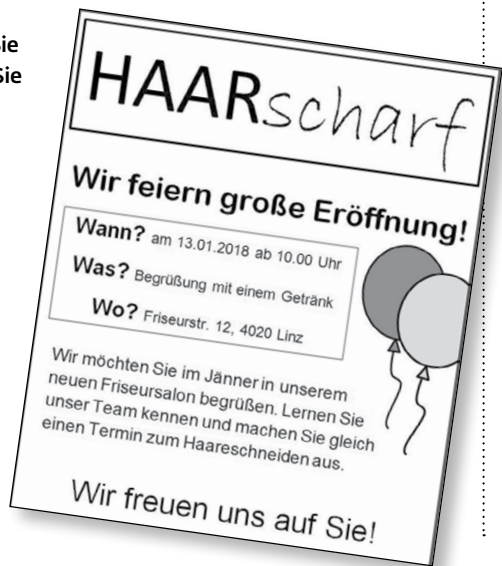 ie
Sie
HAARscharf
Wir feiern große Eröffnung!
Wann? am 13.01.2018 ab 10.00 Uhr
Was? Begrüßung mit einem Getränk
Wo? Friseurstr. 12, 4020 Linz
Wir möchten Sie im Jänner in unserem
neuen Friseursalon begrüßen. Lernen Sie
unser Team kennen und machen Sie gleich
einen Termin zum Haareschneiden aus.
Wir freuen uns auf Sie!